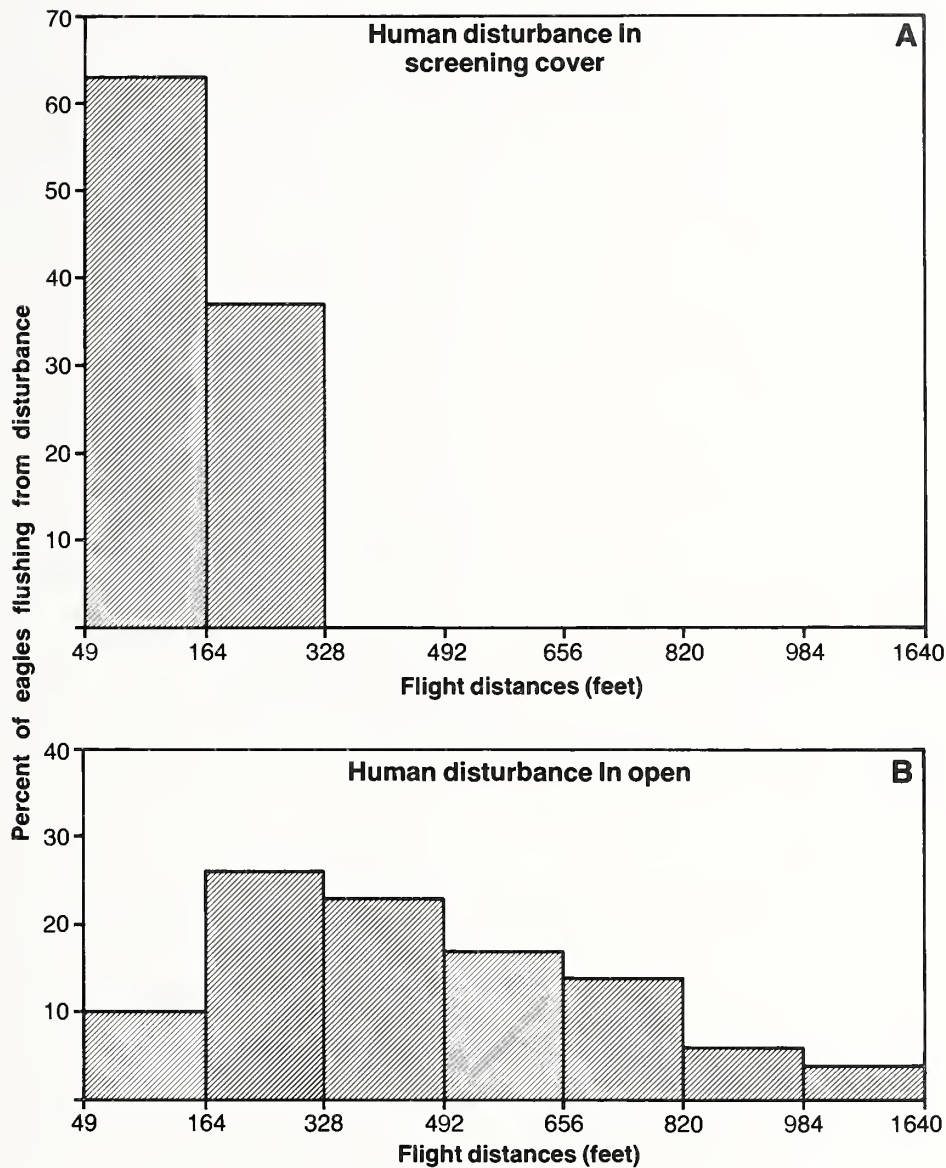 Percent of eagles flushing from disturbance
70
60
50
40
30
20
10
Human disturbance In
screening cover
A
49 164 328 492 656 820 984 1640
Flight distances (feet)
40
30
20
10
Human disturbance In open
B
49 164 328 492 656 820 984 1640
Flight distances (feet)